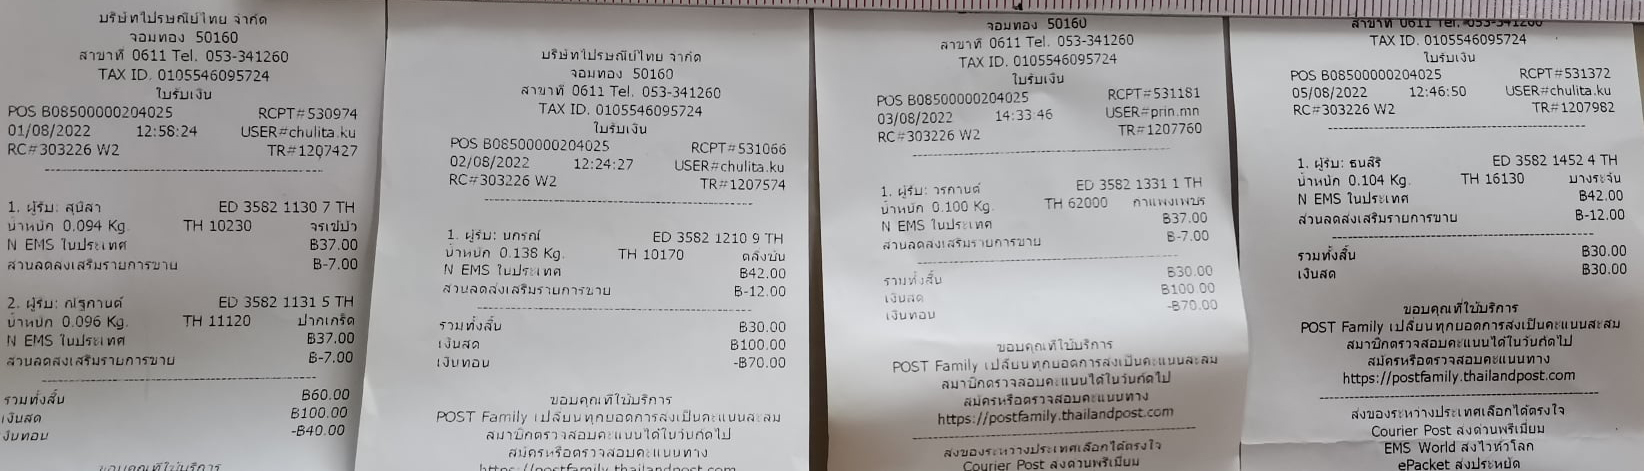 บริษัทไปรษณีย์ไทย จำกัด
จอมทอง 50160
สาขาที่ 0611 Tel. 053-341260
TAX ID. 0105546095724
ใบรับเงิน
POS B08500000204025 RCPT#530974
01/08/2022 12:58:24 USER#chulita.ku
RC#303226 W2 TR#1207427
1. ผู้รับ: สุนิสา ED 3582 1130 7 TH
น้ำหนัก 0.094 Kg. TH 10230 จรเข้บัว
N EMS ในประเทศ ฿37.00
ส่วนลดส่งเสริมรายการขาย ฿-7.00
2. ผู้รับ: ณัฐกานต์ ED 3582 1131 5 TH
น้ำหนัก 0.096 Kg. TH 11120 ปากเกร็ด
N EMS ในประเทศ ฿37.00
ส่วนลดส่งเสริมรายการขาย ฿-7.00
รวมทั้งสิ้น ฿60.00
เงินสด ฿100.00
เงินทอน -฿40.00
ขอบคุณที่ใช้บริการ
บริษัทไปรษณีย์ไทย จำกัด
จอมทอง 50160
สาขาที่ 0611 Tel. 053-341260
TAX ID. 0105546095724
ใบรับเงิน
POS B08500000204025 RCPT#531066
02/08/2022 12:24:27 USER#chulita.ku
RC#303226 W2 TR#1207574
1. ผู้รับ: นกรณ์ ED 3582 1210 9 TH
น้ำหนัก 0.138 Kg. TH 10170 ตลิ่งชัน
N EMS ในประเทศ ฿42.00
ส่วนลดส่งเสริมรายการขาย ฿-12.00
รวมทั้งสิ้น ฿30.00
เงินสด ฿100.00
เงินทอน -฿70.00
ขอบคุณที่ใช้บริการ
POST Family เปลี่ยนทุกยอดการส่งเป็นคะแนนสะสม
สมาชิกตรวจสอบคะแนนได้ในวันถัดไป
สมัครหรือตรวจสอบคะแนนทาง
https://postfamily.thailandpost.com
จอมทอง 50160
สาขาที่ 0611 Tel. 053-341260
TAX ID. 0105546095724
ใบรับเงิน
POS B08500000204025 RCPT#531181
03/08/2022 14:33:46 USER#prin.mn
RC#303226 W2 TR#1207760
1. ผู้รับ: วรกานต์ ED 3582 1331 1 TH
น้ำหนัก 0.100 Kg. TH 62000 กำแพงเพชร
N EMS ในประเทศ ฿37.00
ส่วนลดส่งเสริมรายการขาย ฿-7.00
รวมทั้งสิ้น ฿30.00
เงินสด ฿100.00
เงินทอน -฿70.00
ขอบคุณที่ใช้บริการ
POST Family เปลี่ยนทุกยอดการส่งเป็นคะแนนสะสม
สมาชิกตรวจสอบคะแนนได้ในวันถัดไป
สมัครหรือตรวจสอบคะแนนทาง
https://postfamily.thailandpost.com
ส่งของระหว่างประเทศเลือกได้ตรงใจ
Courier Post ส่งด่วนพรีเมี่ยม
สาขาที่ 0611 Tel. 053-341260
TAX ID. 0105546095724
ใบรับเงิน
POS B08500000204025 RCPT#531372
05/08/2022 12:46:50 USER#chulita.ku
RC#303226 W2 TR#1207982
1. ผู้รับ: ธนสิริ ED 3582 1452 4 TH
น้ำหนัก 0.104 Kg. TH 16130 บางระจัน
N EMS ในประเทศ ฿42.00
ส่วนลดส่งเสริมรายการขาย ฿-12.00
รวมทั้งสิ้น ฿30.00
เงินสด ฿30.00
ขอบคุณที่ใช้บริการ
POST Family เปลี่ยนทุกยอดการส่งเป็นคะแนนสะสม
สมาชิกตรวจสอบคะแนนได้ในวันถัดไป
สมัครหรือตรวจสอบคะแนนทาง
https://postfamily.thailandpost.com
ส่งของระหว่างประเทศเลือกได้ตรงใจ
Courier Post ส่งด่วนพรีเมี่ยม
EMS World ส่งไวทั่วโลก
ePacket ส่งประหยัด